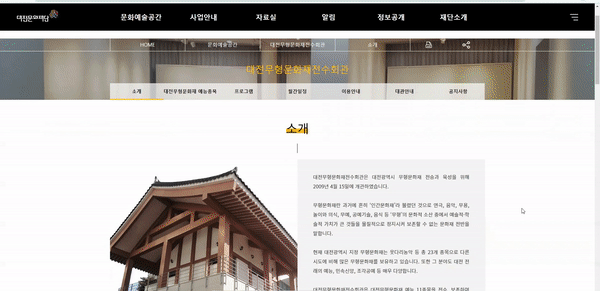 대전문화재단
문화예술공간 사업안내 자료실 알림 정보공개 재단소개
HOME 문화예술공간 대전무형문화재전수회관 소개
대전무형문화재전수회관
소개 대전무형문화재 예능종목 프로그램 월간일정 이용안내 대관안내 공지사항
소개
대전무형문화재전수회관은 대전광역시 무형문화재 전승과 육성을 위해
2009년 4월 15일에 개관하였습니다.
무형문화재란 과거에 흔히 '인간문화재'라 불렸던 것으로 연극, 음악, 무용,
놀이와 의식, 무예, 공예기술, 음식 등 '무형'의 문화적 소산 중에서 예술적·학
술적 가치가 큰 것들을 물질적으로 정지시켜 보존할 수 없는 문화재 전반을
말합니다.
현재 대전광역시 지정 무형문화재는 웃다리농악 등 총 23개 종목으로 다른
시도에 비해 많은 무형문화재를 보유하고 있습니다. 또한 그 분야도 대전 전
래의 예능, 민속신앙, 초자공예 등 매우 다양합니다.